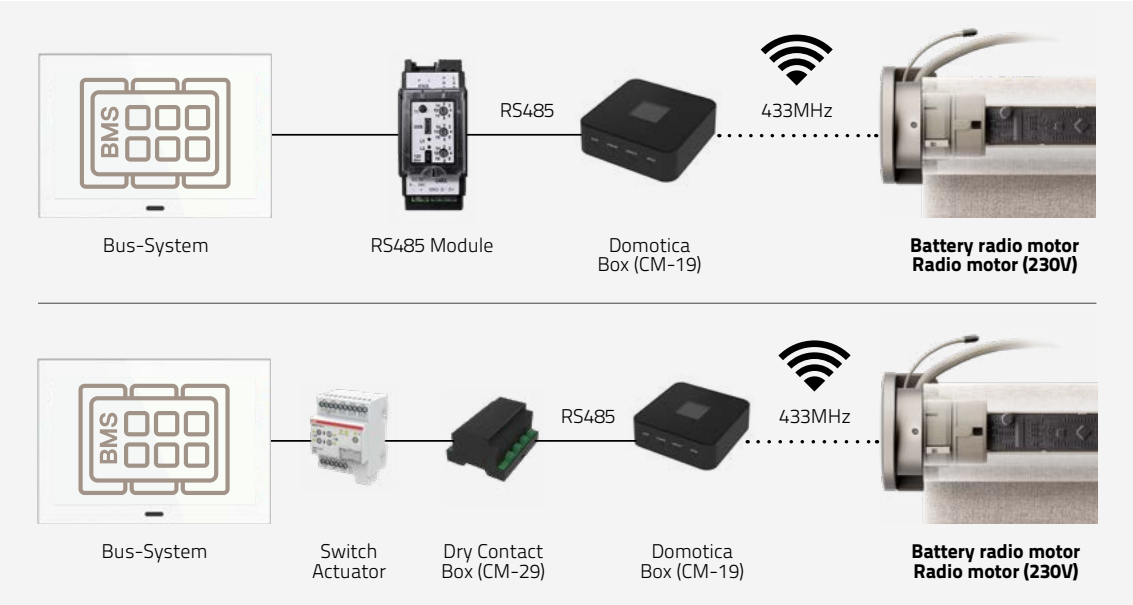 BMS
RS485
433MHz
Bus-System
RS485 Module
Domotica
Box (CM-19)
Battery radio motor
Radio motor (230V)
BMS
RS485
433MHz
Bus-System
Switch
Actuator
Dry Contact
Box (CM-29)
Domotica
Box (CM-19)
Battery radio motor
Radio motor (230V)